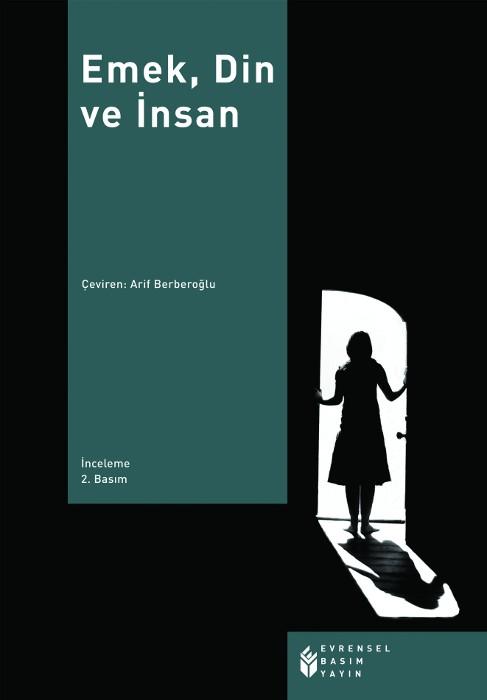 Emek, Din
ve İnsan
Çeviren: Arif Berberoğlu
İnceleme
2. Basım
EVRENSEL
BASIM
YAYIN